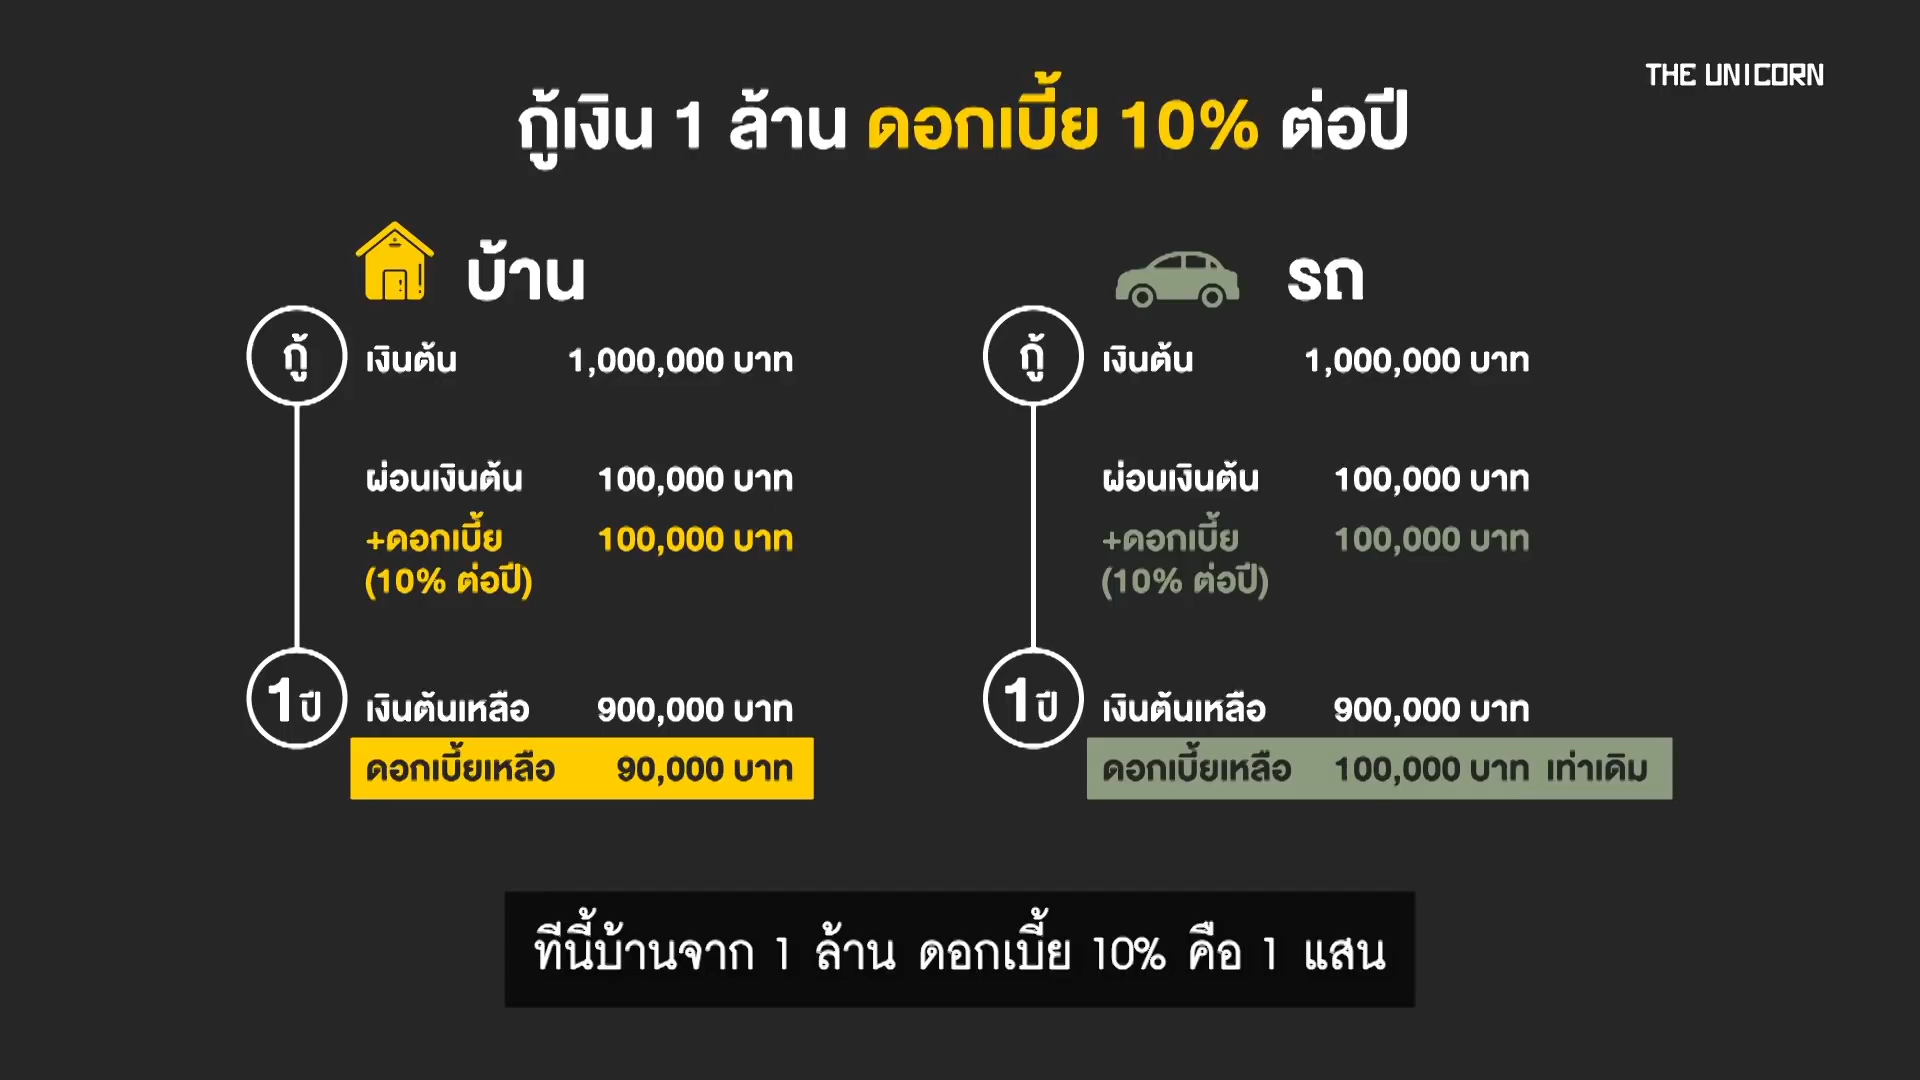 THE UNICORN
กู้เงิน 1 ล้าน ดอกเบี้ย 10% ต่อปี
บ้าน
กู้ เงินต้น 1,000,000 บาท
ผ่อนเงินต้น 100,000 บาท
+ดอกเบี้ย 100,000 บาท
(10% ต่อปี)
1 ปี เงินต้นเหลือ 900,000 บาท
ดอกเบี้ยเหลือ 90,000 บาท
รถ
กู้ เงินต้น 1,000,000 บาท
ผ่อนเงินต้น 100,000 บาท
+ดอกเบี้ย 100,000 บาท
(10% ต่อปี)
1 ปี เงินต้นเหลือ 900,000 บาท
ดอกเบี้ยเหลือ 100,000 บาท เท่าเดิม
ทีนี้บ้านจาก 1 ล้าน ดอกเบี้ย 10% คือ 1 แสน